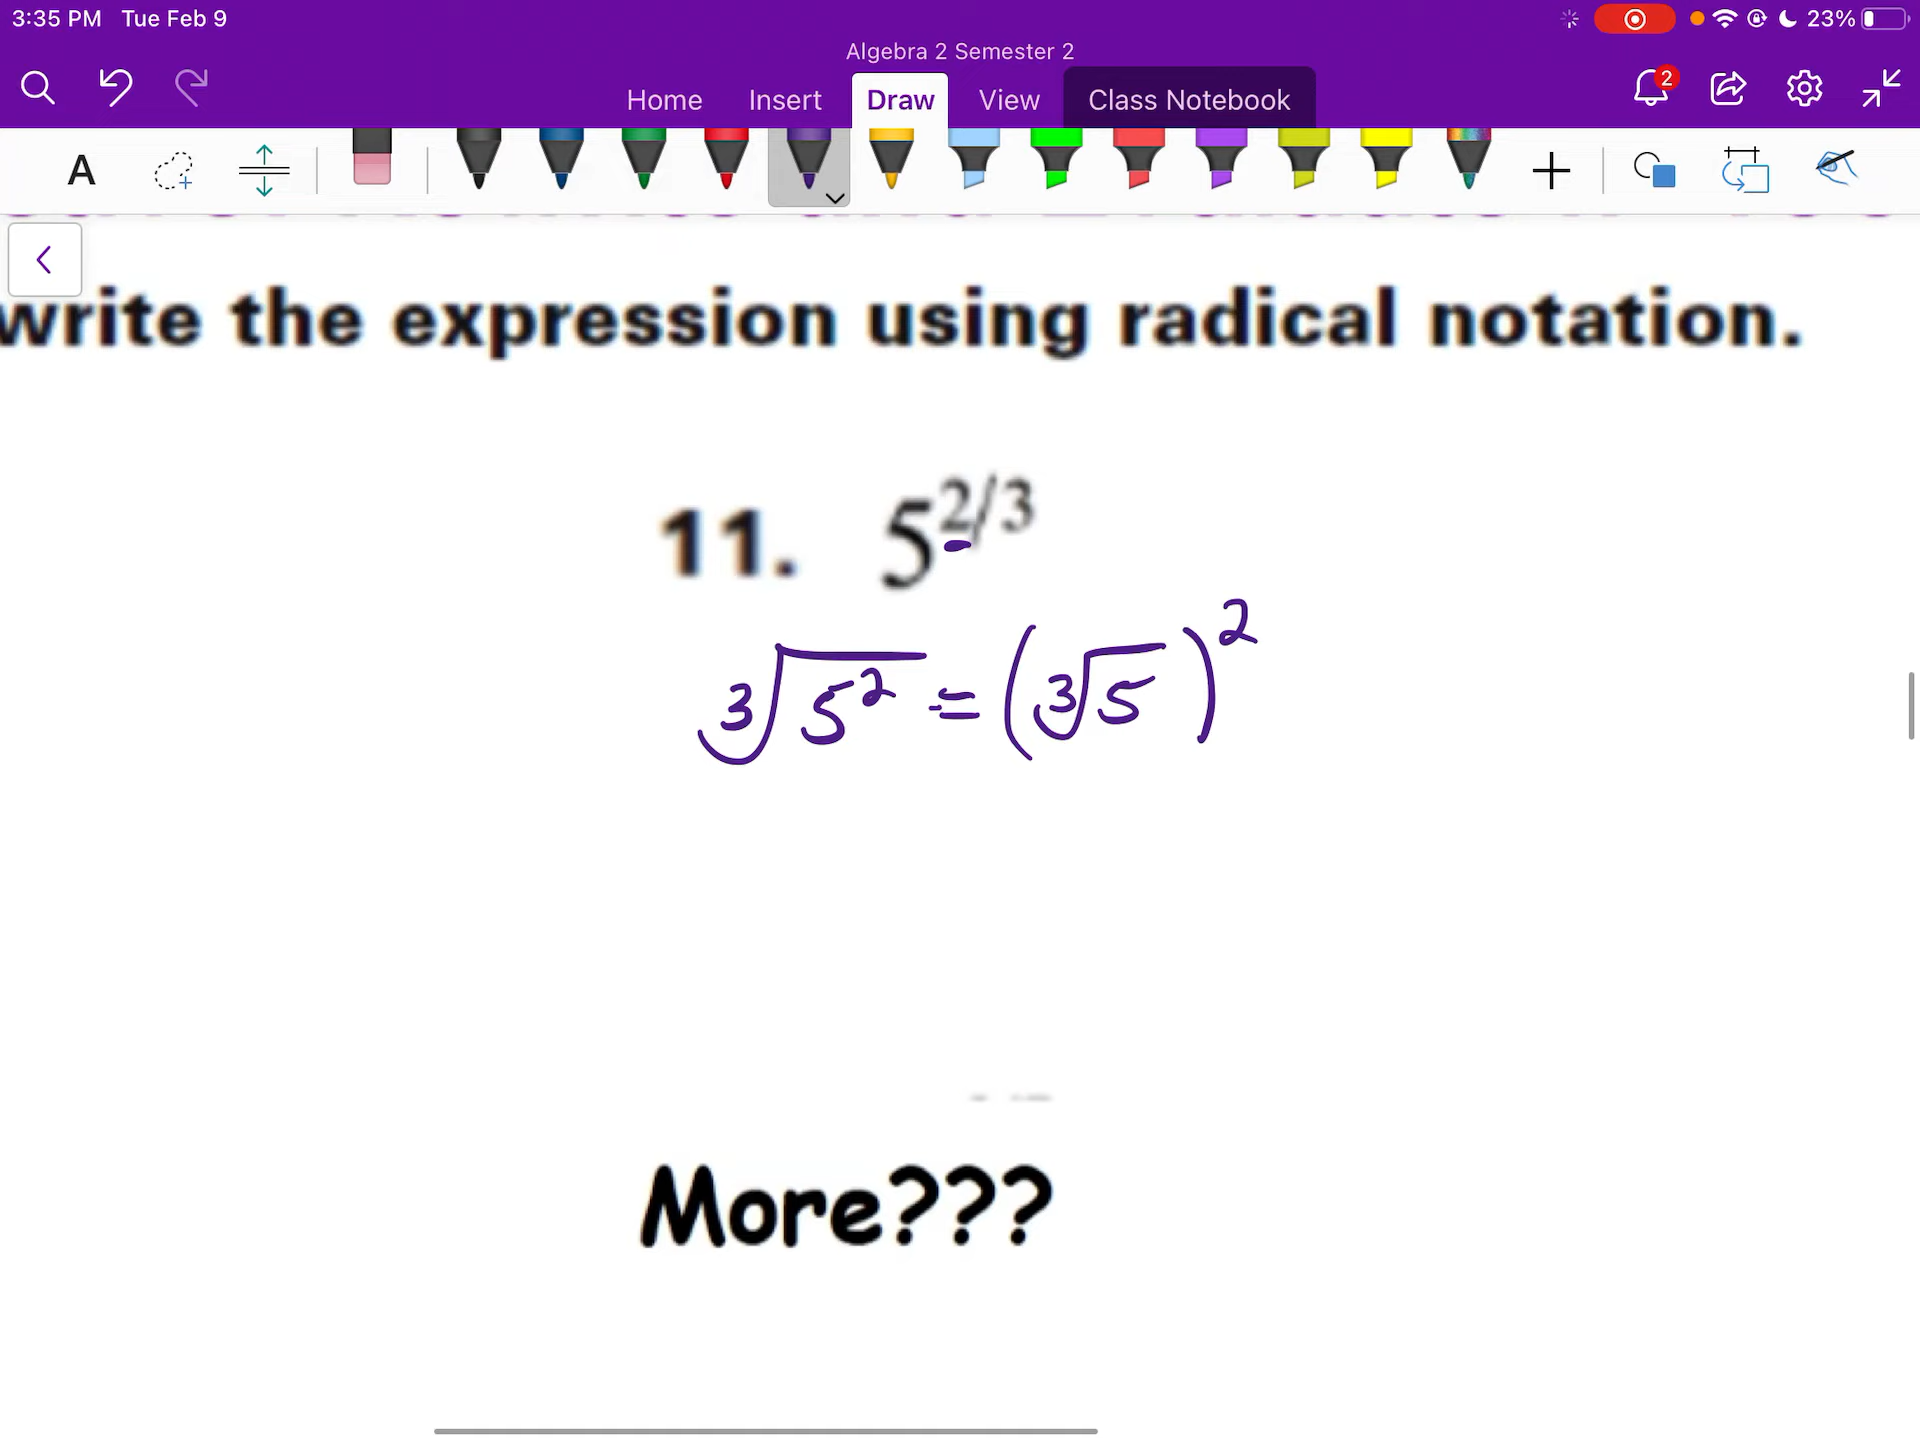 3:35 PM Tue Feb 9 23%
Algebra 2 Semester 2
Home Insert Draw View Class Notebook 2
A
write the expression using radical notation.
11. 5^{2/3}
∛(5²) = (∛5)²
More???